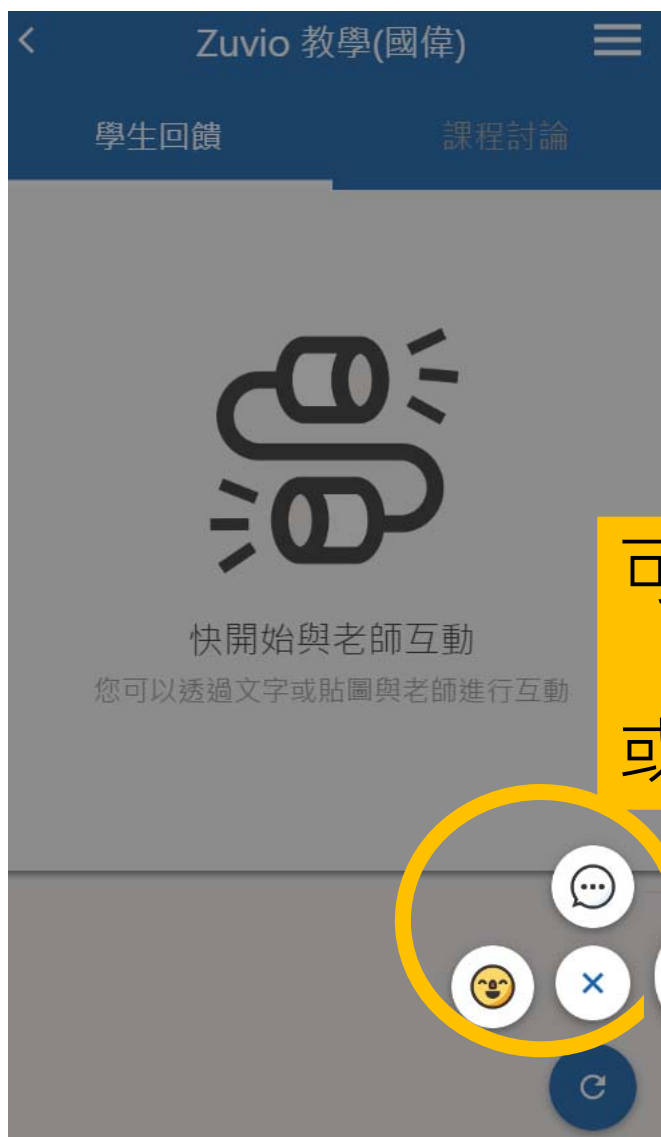 Zuvio 教學(國偉)
學生回饋 課程討論
快開始與老師互動
您可以透過文字或貼圖與老師進行互動
可
或